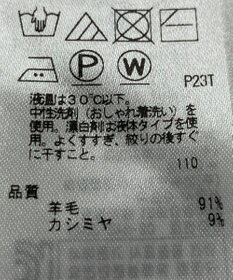 P W
P23T
液温は30℃以下。
中性洗剤(おしゃれ着洗い)を
使用。漂白剤は液体タイプを使
用。よくすすぎ、絞りの後すぐ
に干すこと。
110
品質
羊毛 91%
カシミヤ 9%